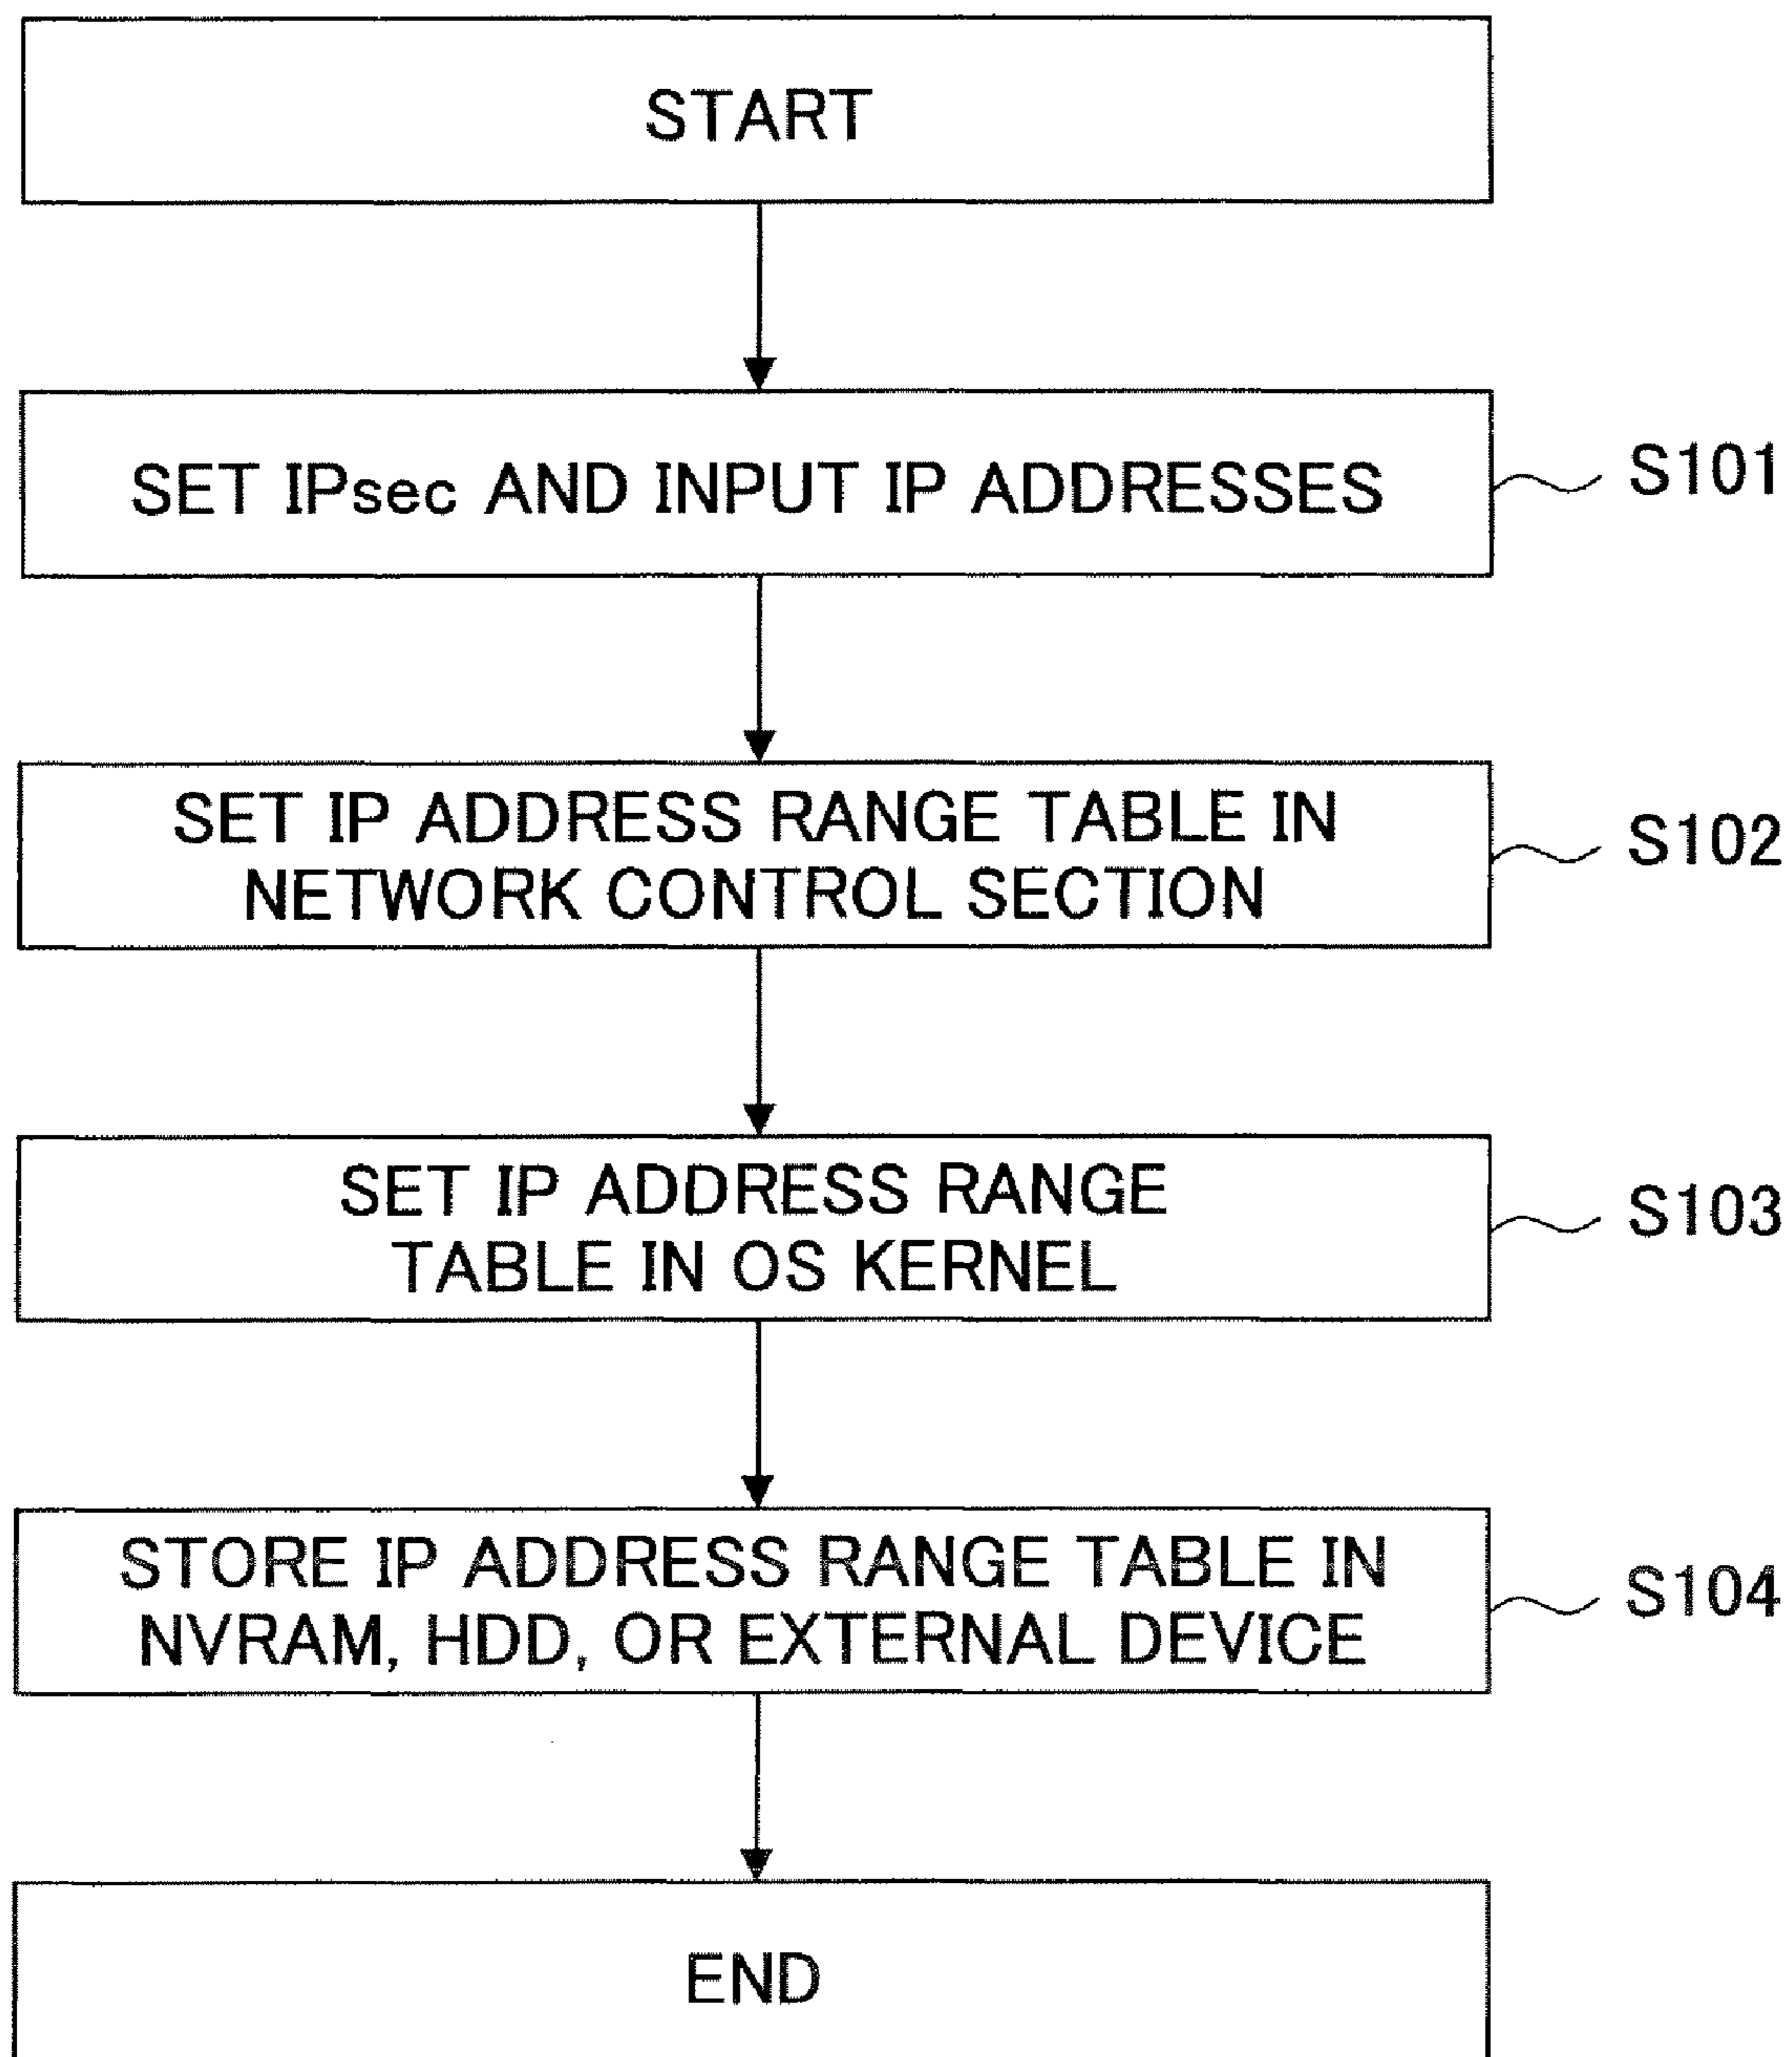 START
SET IPsec AND INPUT IP ADDRESSES
S101
SET IP ADDRESS RANGE TABLE IN
NETWORK CONTROL SECTION
S102
SET IP ADDRESS RANGE
TABLE IN OS KERNEL
S103
STORE IP ADDRESS RANGE TABLE IN
NVRAM, HDD, OR EXTERNAL DEVICE
S104
END